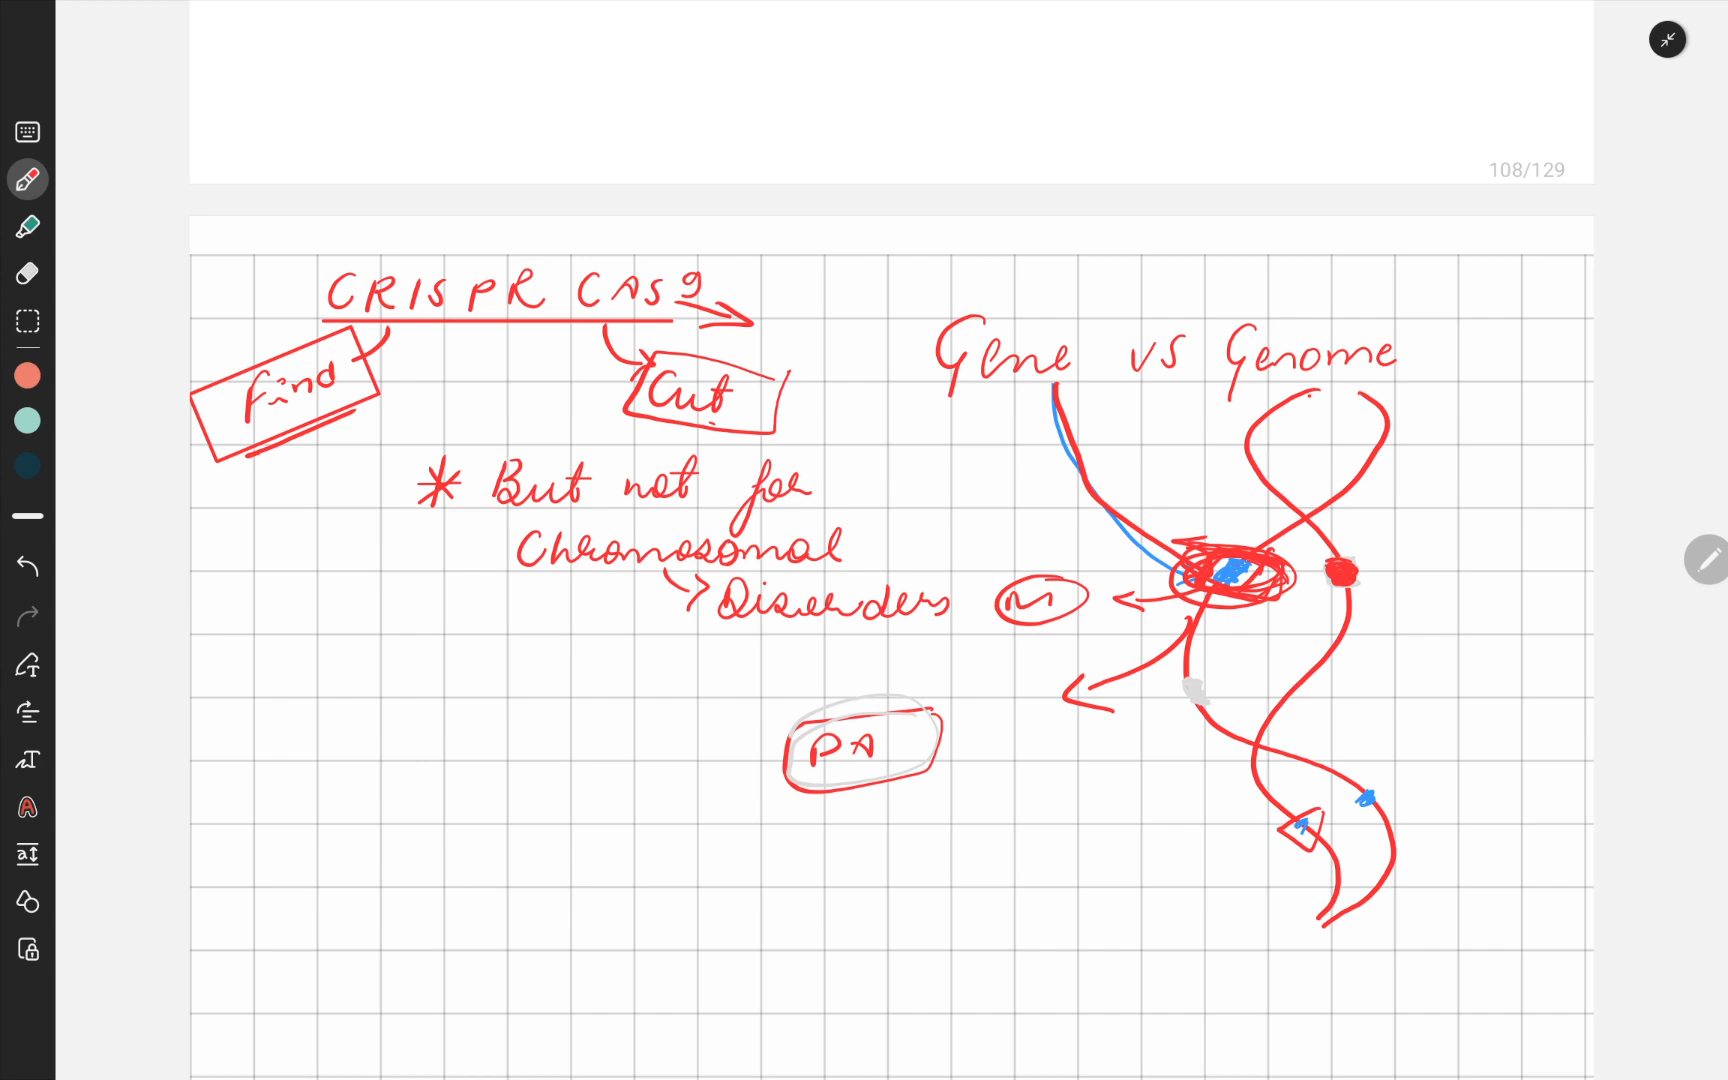 108/129
CRISPR CAS9
Find
Cut
Gene vs Genome
* But not for
Chromosomal
Disorders
M
PA